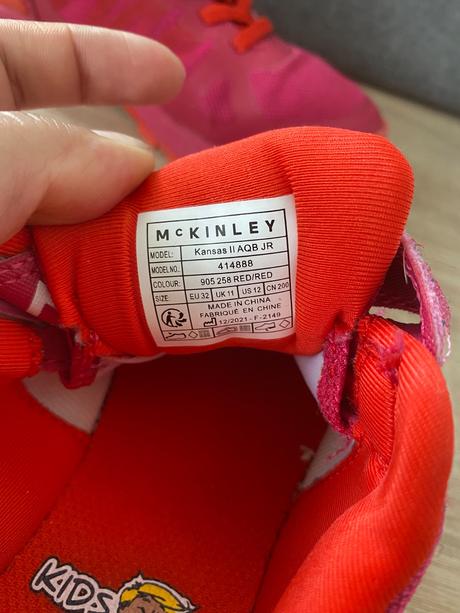 McKINLEY
MODEL: Kansas II AQB JR
MODEL NO.: 414888
COLOUR: 905 258 RED/RED
SIZE: EU 32 UK 11 US 12 CN 200
MADE IN CHINA
FABRIQUÉ EN CHINE
12/2021 - F-2149
KIDS